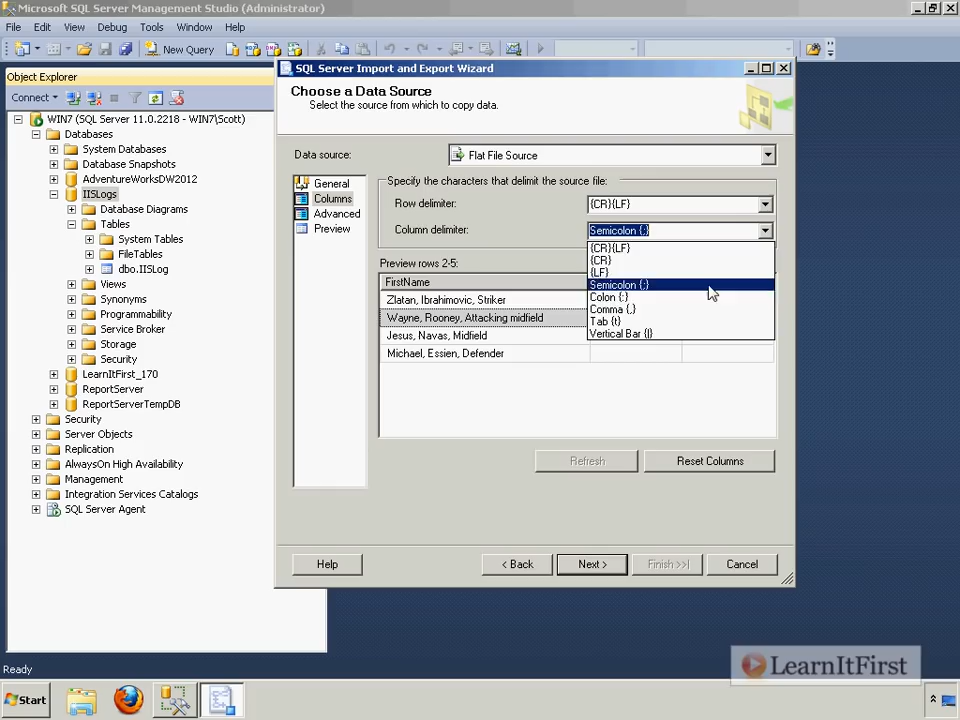 Microsoft SQL Server Management Studio (Administrator)
File Edit View Debug Tools Window Help
New Query
Object Explorer
Connect
WIN7 (SQL Server 11.0.2218 - WIN7\Scott)
Databases
System Databases
Database Snapshots
AdventureWorksDW2012
IISLogs
Database Diagrams
Tables
System Tables
FileTables
dbo.IISLog
Views
Synonyms
Programmability
Service Broker
Storage
Security
LearnItFirst_170
ReportServer
ReportServerTempDB
Security
Server Objects
Replication
AlwaysOn High Availability
Management
Integration Services Catalogs
SQL Server Agent
SQL Server Import and Export Wizard
Choose a Data Source
Select the source from which to copy data.
Data source: Flat File Source
General
Columns
Advanced
Preview
Specify the characters that delimit the source file:
Row delimiter: {CR}{LF}
Column delimiter: Semicolon {;}
{CR}{LF}
{CR}
{LF}
Semicolon {;}
Colon {:}
Comma {,}
Tab {t}
Vertical Bar {|}
Preview rows 2-5:
FirstName
Zlatan, Ibrahimovic, Striker
Wayne, Rooney, Attacking midfield
Jesus, Navas, Midfield
Michael, Essien, Defender
Refresh Reset Columns
Help < Back Next > Finish >>| Cancel
Ready
LearnItFirst
Start